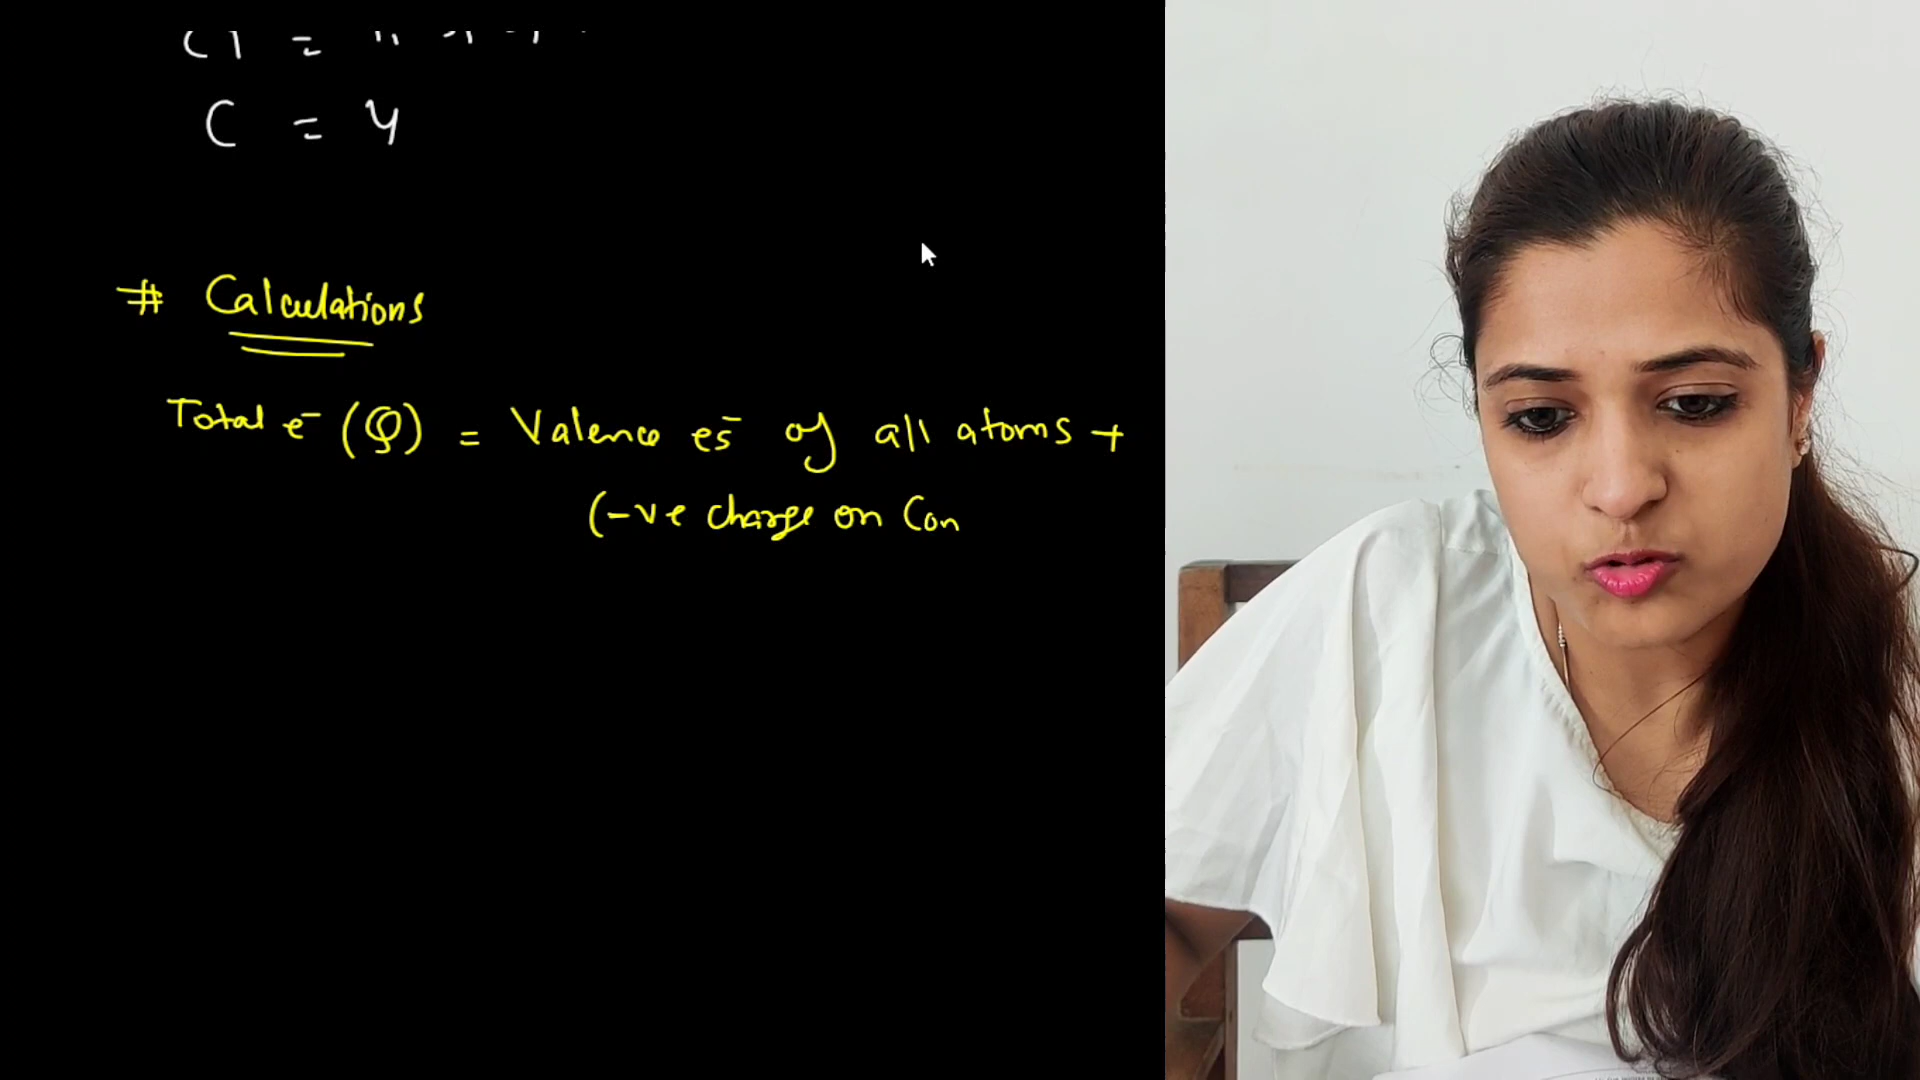 C = 4
# Calculations
Total e⁻ (Q) = Valence es⁻ of all atoms +
(-ve charge on Con